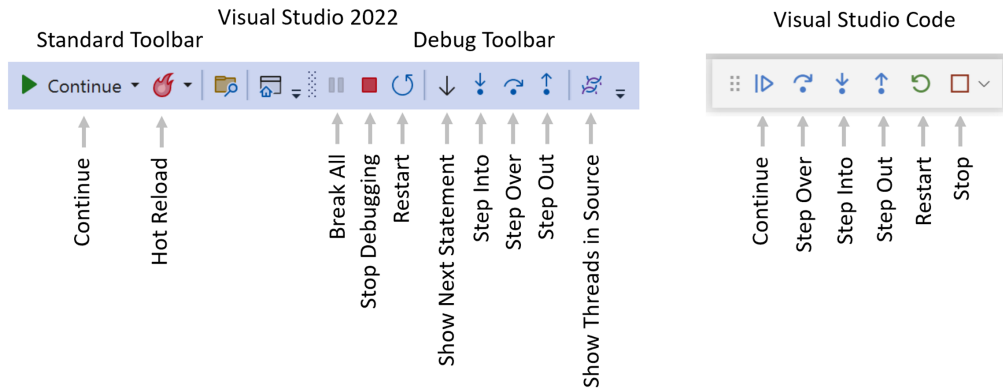 Visual Studio 2022
Standard Toolbar
Debug Toolbar
Continue
Continue
Hot Reload
Break All
Stop Debugging
Restart
Show Next Statement
Step Into
Step Over
Step Out
Show Threads in Source
Visual Studio Code
Continue
Step Over
Step Into
Step Out
Restart
Stop